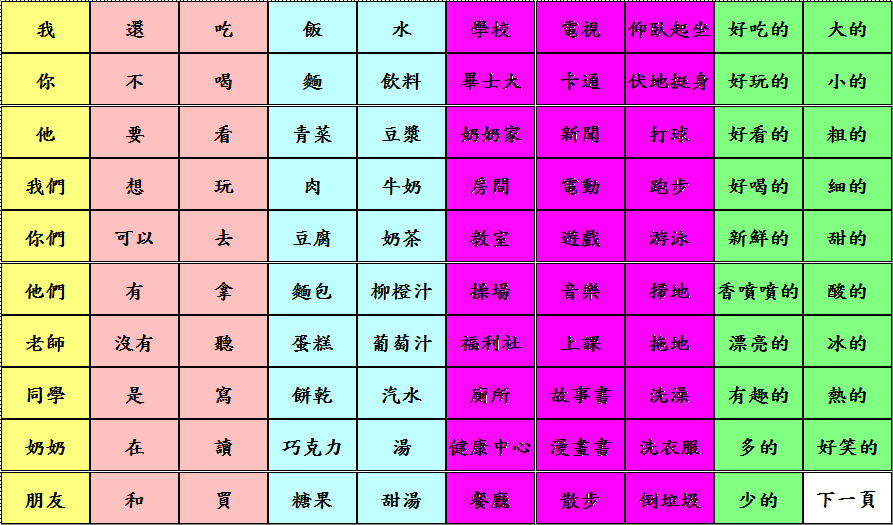 我 還 吃 飯 水 學校 電視 仰臥起坐 好吃的 大的
你 不 喝 麵 飲料 畢士大 卡通 伏地挺身 好玩的 小的
他 要 看 青菜 豆漿 奶奶家 新聞 打球 好看的 粗的
我們 想 玩 肉 牛奶 房間 電動 跑步 好喝的 細的
你們 可以 去 豆腐 奶茶 教室 遊戲 游泳 新鮮的 甜的
他們 有 拿 麵包 柳橙汁 操場 音樂 掃地 香噴噴的 酸的
老師 沒有 聽 蛋糕 葡萄汁 福利社 上課 拖地 漂亮的 冰的
同學 是 寫 餅乾 汽水 廁所 故事書 洗澡 有趣的 熱的
奶奶 在 讀 巧克力 湯 健康中心 漫畫書 洗衣服 多的 好笑的
朋友 和 買 糖果 甜湯 餐廳 散步 倒垃圾 少的 下一頁